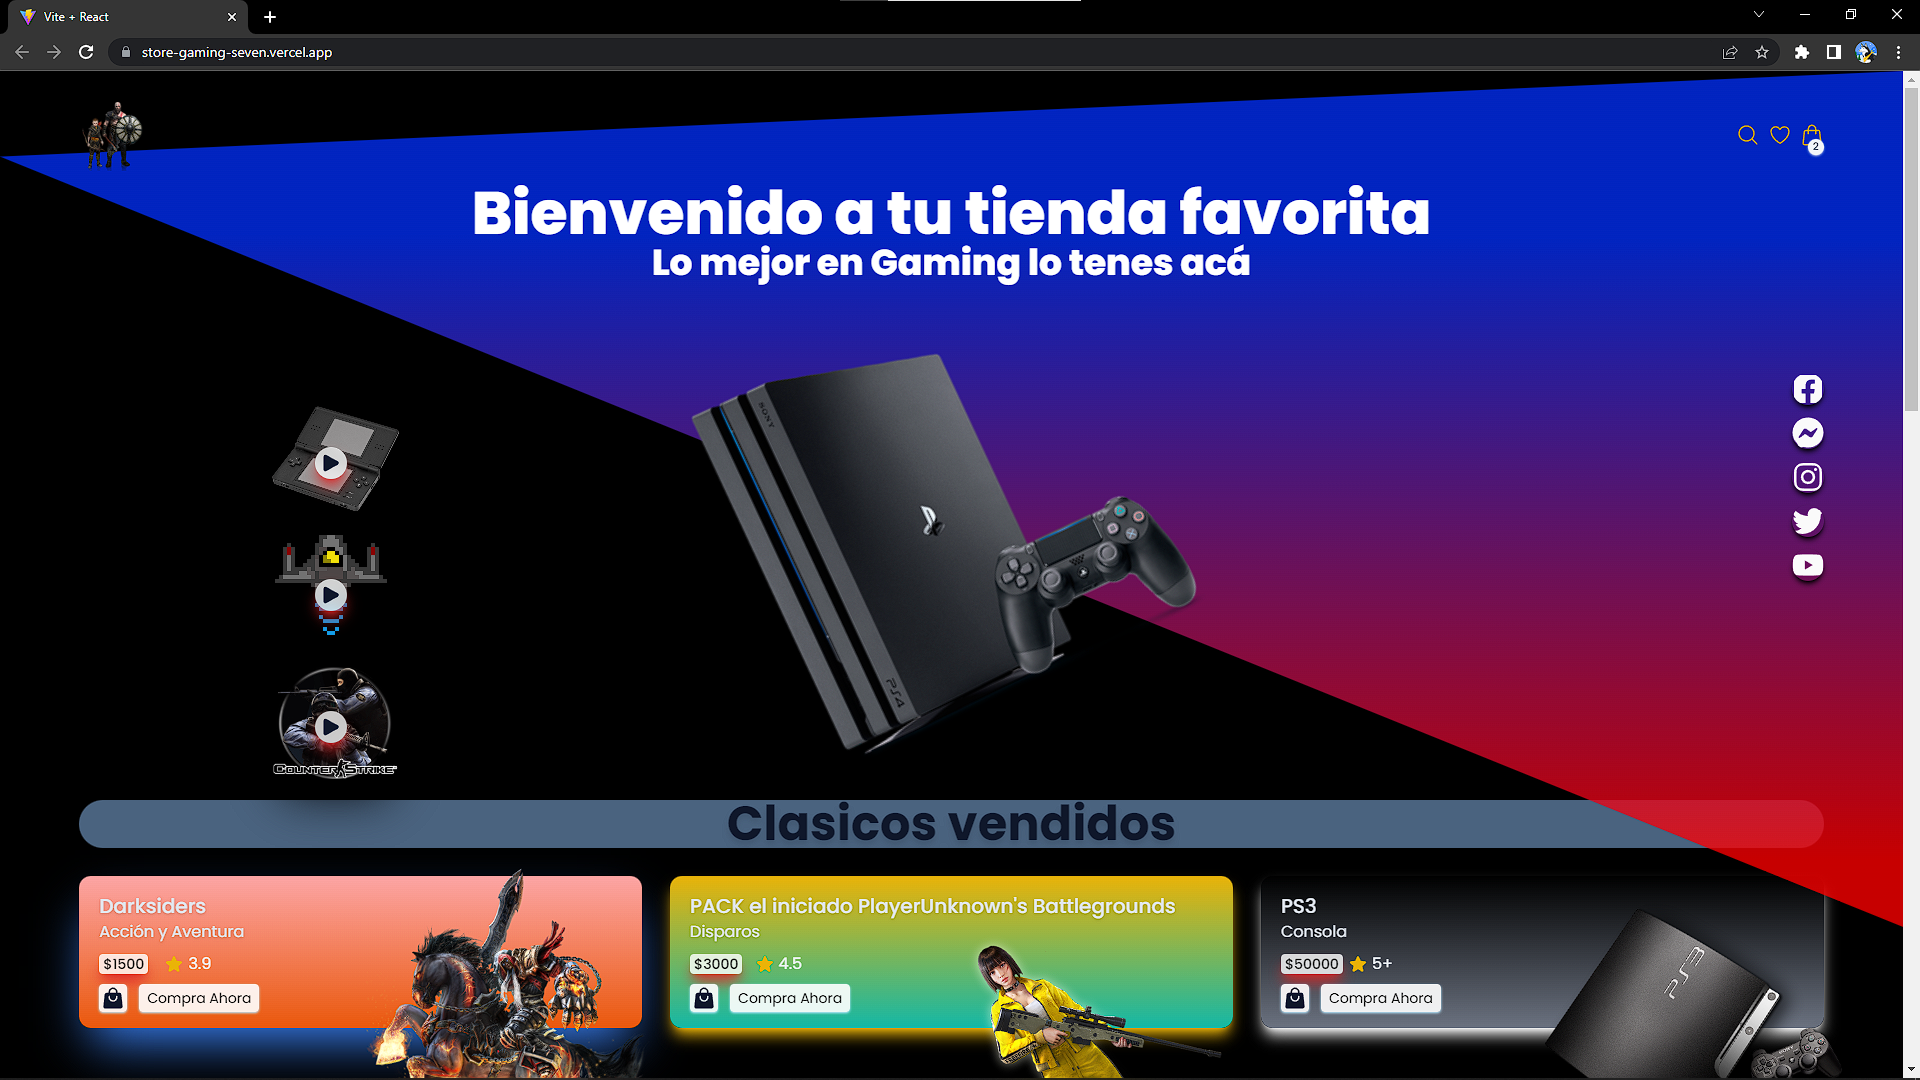 Vite + React
store-gaming-seven.vercel.app
2
Bienvenido a tu tienda favorita
Lo mejor en Gaming lo tenes acá
SONY
PS4
COUNTER STRIKE
Clasicos vendidos
Darksiders
Acción y Aventura
$1500 3.9
Compra Ahora
PACK el iniciado PlayerUnknown's Battlegrounds
Disparos
$3000 4.5
Compra Ahora
PS3
Consola
$50000 5+
Compra Ahora
PS3